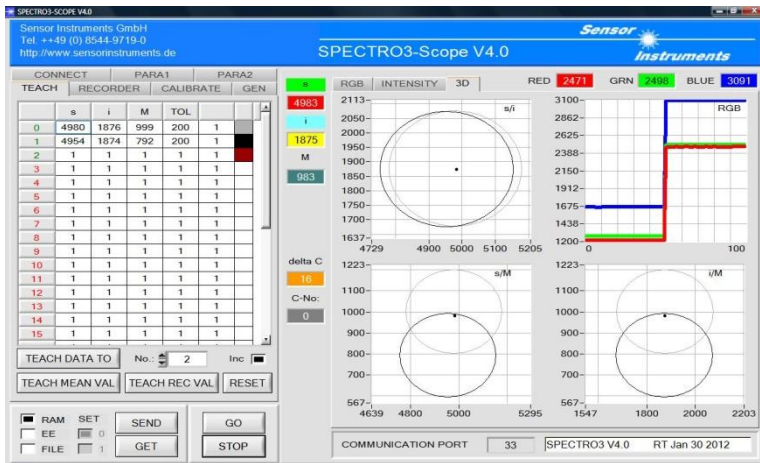 SPECTRO3-SCOPE V4.0
Sensor Instruments GmbH
Tel. ++49 (0) 8544-9719-0
http://www.sensorinstruments.de
SPECTRO3-Scope V4.0
Sensor
Instruments
CONNECT PARA1 PARA2
TEACH RECORDER CALIBRATE GEN
s i M TOL
0 4980 1876 999 200 1
1 4954 1874 792 200 1
2 1 1 1 1 1
3 1 1 1 1 1
4 1 1 1 1 1
5 1 1 1 1 1
6 1 1 1 1 1
7 1 1 1 1 1
8 1 1 1 1 1
9 1 1 1 1 1
10 1 1 1 1 1
11 1 1 1 1 1
12 1 1 1 1 1
13 1 1 1 1 1
14 1 1 1 1 1
15 1 1 1 1 1
TEACH DATA TO No.: 2 Inc
TEACH MEAN VAL TEACH REC VAL RESET
RAM SET SEND GO
EE 0
FILE 1 GET STOP
s
4983
i
1875
M
983
delta C
16
C-No:
0
RGB INTENSITY 3D RED 2471 GRN 2498 BLUE 3091
s/i
2113
2050
2000
1950
1900
1850
1800
1750
1700
1637
4729 4900 5000 5100 5205
RGB
3100
2862
2625
2388
2150
1912
1675
1438
1200
0 100
s/M
1223
1100
1000
900
800
700
567
4639 4800 5000 5295
i/M
1223
1100
1000
900
800
700
567
1547 1800 2000 2203
COMMUNICATION PORT 33 SPECTRO3 V4.0 RT Jan 30 2012